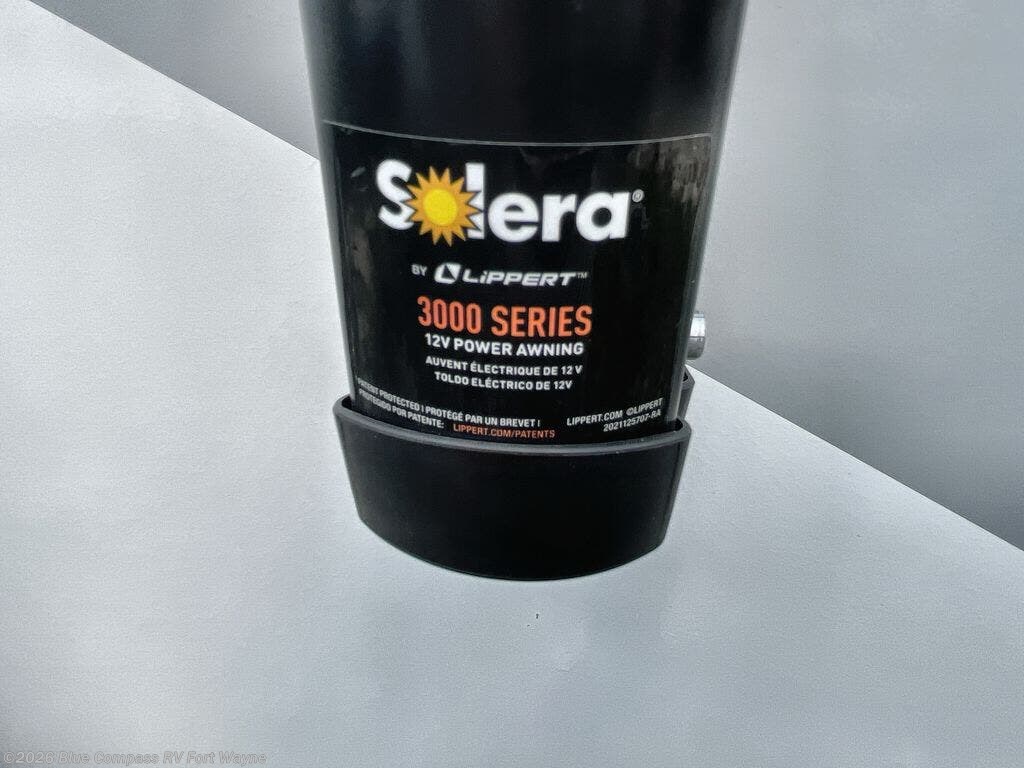 Solera®
BY LiPPERT™
3000 SERIES
12V POWER AWNING
AUVENT ÉLECTRIQUE DE 12 V
TOLDO ELÉCTRICO DE 12V
PATENT PROTECTED | PROTÉGÉ PAR UN BREVET |
PROTEGIDO POR PATENTE: LIPPERT.COM/PATENTS
LIPPERT.COM ©LIPPERT
2021125707-RA
©2026 Blue Compass RV Fort Wayne